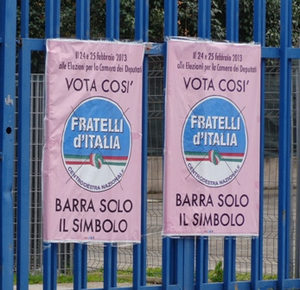 Il 24 e 25 febbraio 2013
alle Elezioni per la Camera dei Deputati
VOTA COSI'
FRATELLI
d'ITALIA
CENTRODESTRA NAZIONALE
BARRA SOLO
IL SIMBOLO
Il 24 e 25 febbraio 2013
alle Elezioni per la Camera dei Deputati
VOTA COSI'
FRATELLI
d'ITALIA
CENTRODESTRA NAZIONALE
BARRA SOLO
IL SIMBOLO